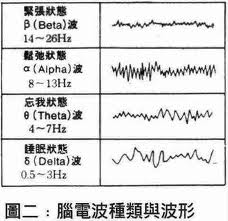 緊張狀態
β(Beta)波
14~26Hz
鬆弛狀態
α(Alpha)波
8~13Hz
忘我狀態
θ(Theta)波
4~7Hz
睡眠狀態
δ(Delta)波
0.5~3Hz
圖二：腦電波種類與波形